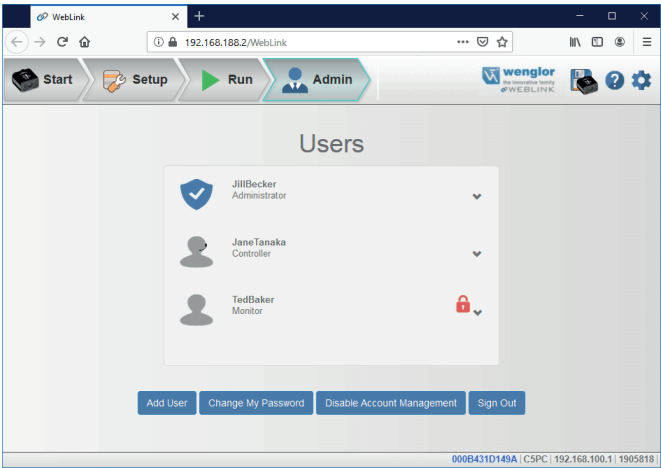 WebLink
192.168.188.2/WebLink
Start
Setup
Run
Admin
wenglor
the innovative family
WEBLINK
Users
JillBecker
Administrator
JaneTanaka
Controller
TedBaker
Monitor
Add User
Change My Password
Disable Account Management
Sign Out
000B431D149A | C5PC | 192.168.100.1 | 1905818